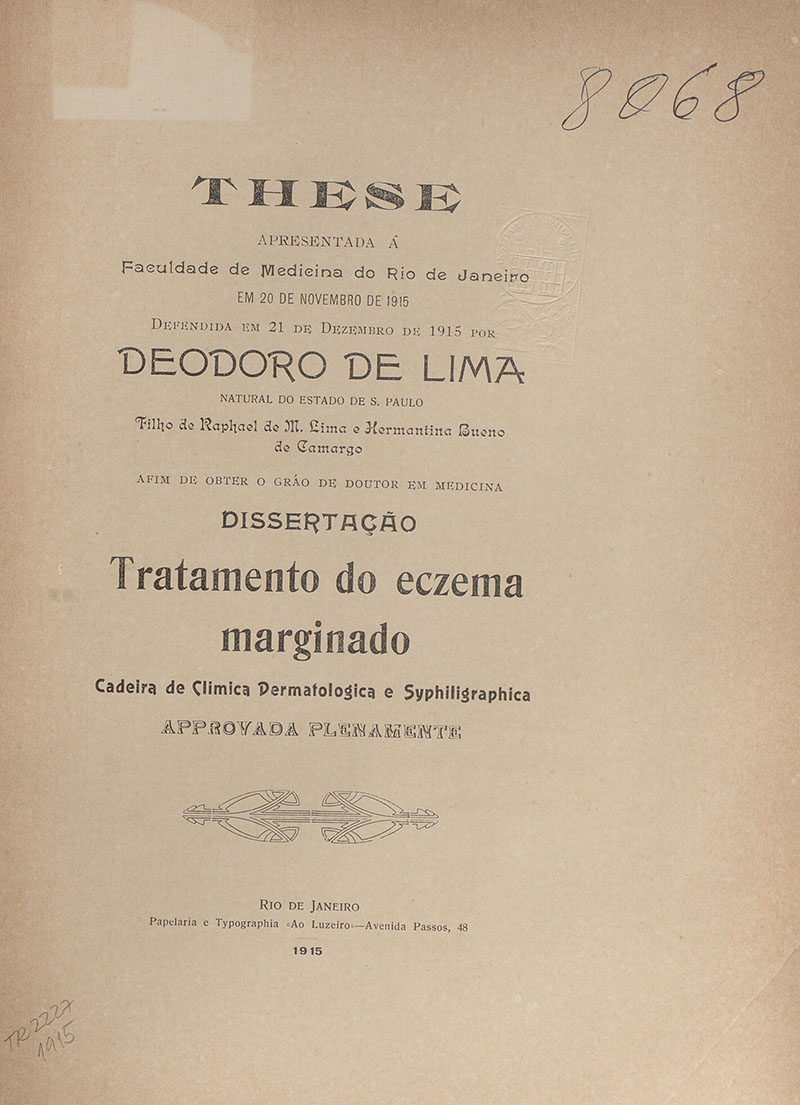 8068
THESE
APRESENTADA Á
Faculdade de Medicina do Rio de Janeiro
EM 20 DE NOVEMBRO DE 1915
DEFENDIDA EM 21 DE DEZEMBRO DE 1915 POR
DEODORO DE LIMA
NATURAL DO ESTADO DE S. PAULO
Filho de Raphael de M. Lima e Hermantina Bueno
de Camargo
AFIM DE OBTER O GRÁO DE DOUTOR EM MEDICINA
DISSERTAÇÃO
Tratamento do eczema
marginado
Cadeira de Climica Dermatologica e Syphiligraphica
APPROVADA PLENAMENTE
RIO DE JANEIRO
Papelaria e Typographia «Ao Luzeiro»—Avenida Passos, 48
1915
TR2227
1915